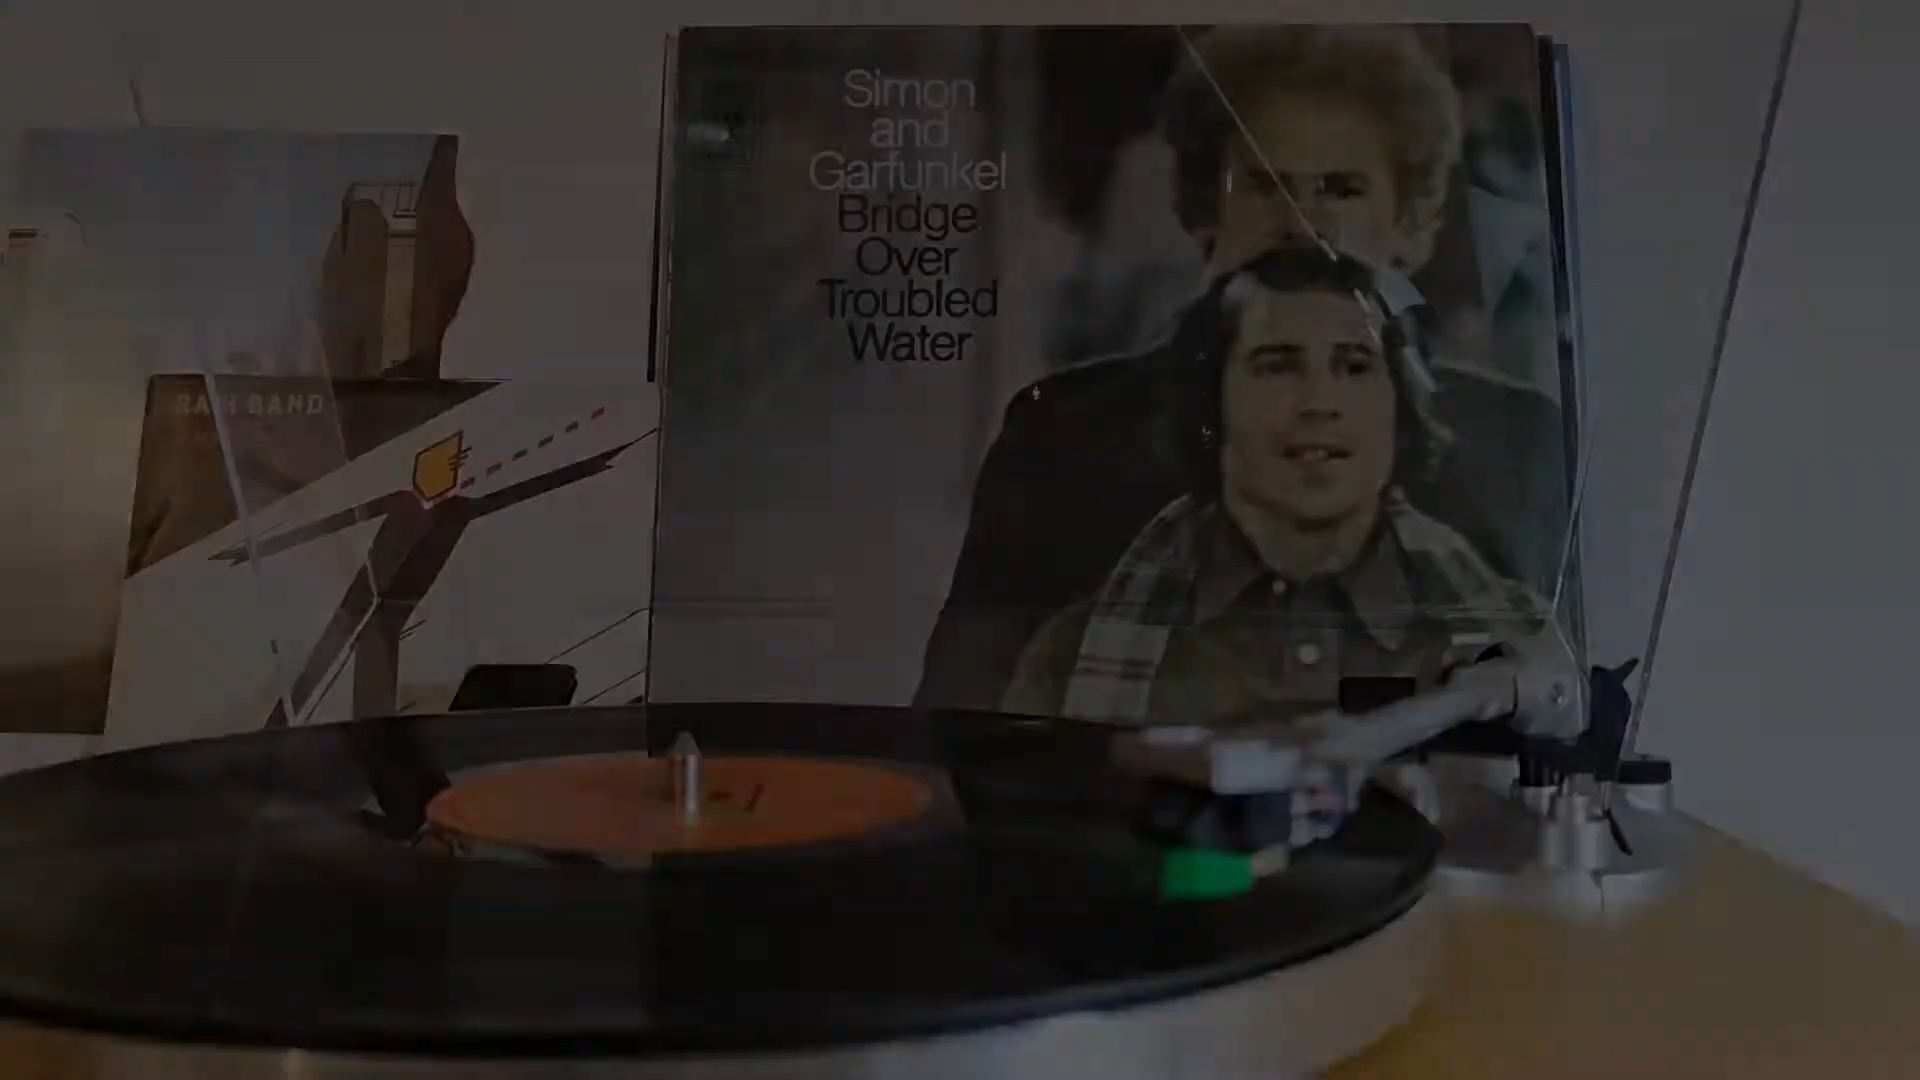 Simon
and
Garfunkel
Bridge
Over
Troubled
Water
BAND